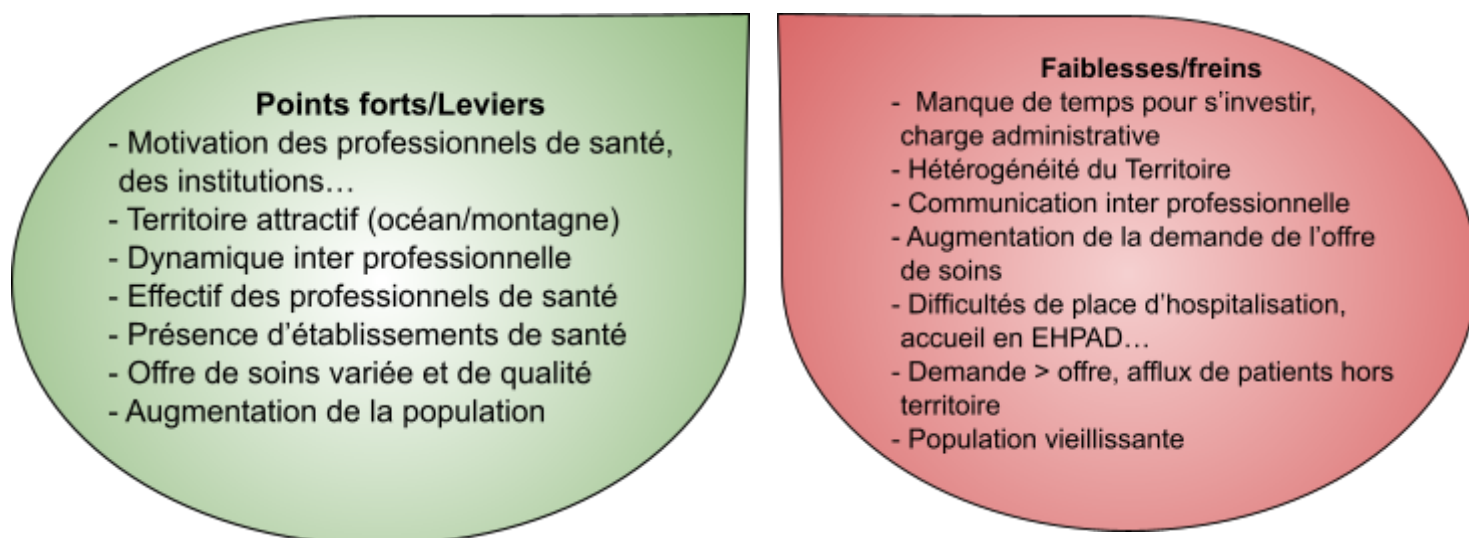 Points forts/Leviers
- Motivation des professionnels de santé,
des institutions…
- Territoire attractif (océan/montagne)
- Dynamique inter professionnelle
- Effectif des professionnels de santé
- Présence d’établissements de santé
- Offre de soins variée et de qualité
- Augmentation de la population
Faiblesses/freins
- Manque de temps pour s’investir,
charge administrative
- Hétérogénéité du Territoire
- Communication inter professionnelle
- Augmentation de la demande de l’offre
de soins
- Difficultés de place d’hospitalisation,
accueil en EHPAD…
- Demande > offre, afflux de patients hors
territoire
- Population vieillissante